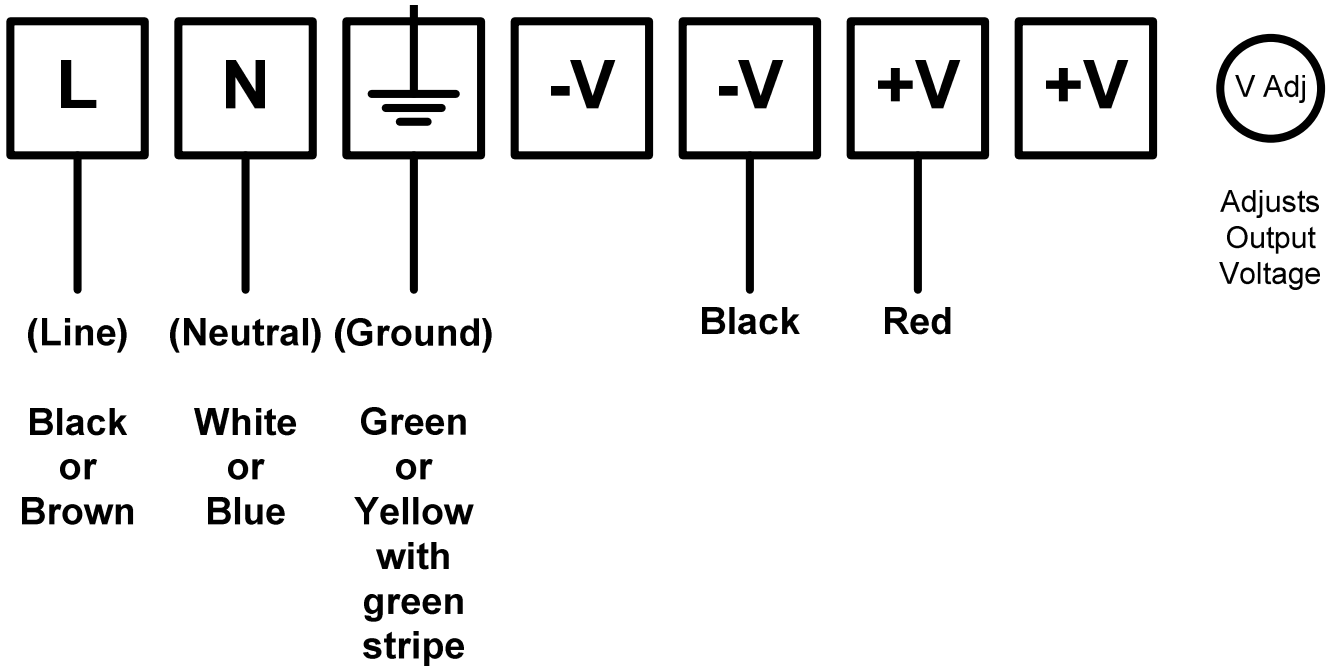 L N -V -V +V +V V Adj
Adjusts
Output
Voltage
(Line) (Neutral) (Ground) Black Red
Black
or
Brown
White
or
Blue
Green
or
Yellow
with
green
stripe